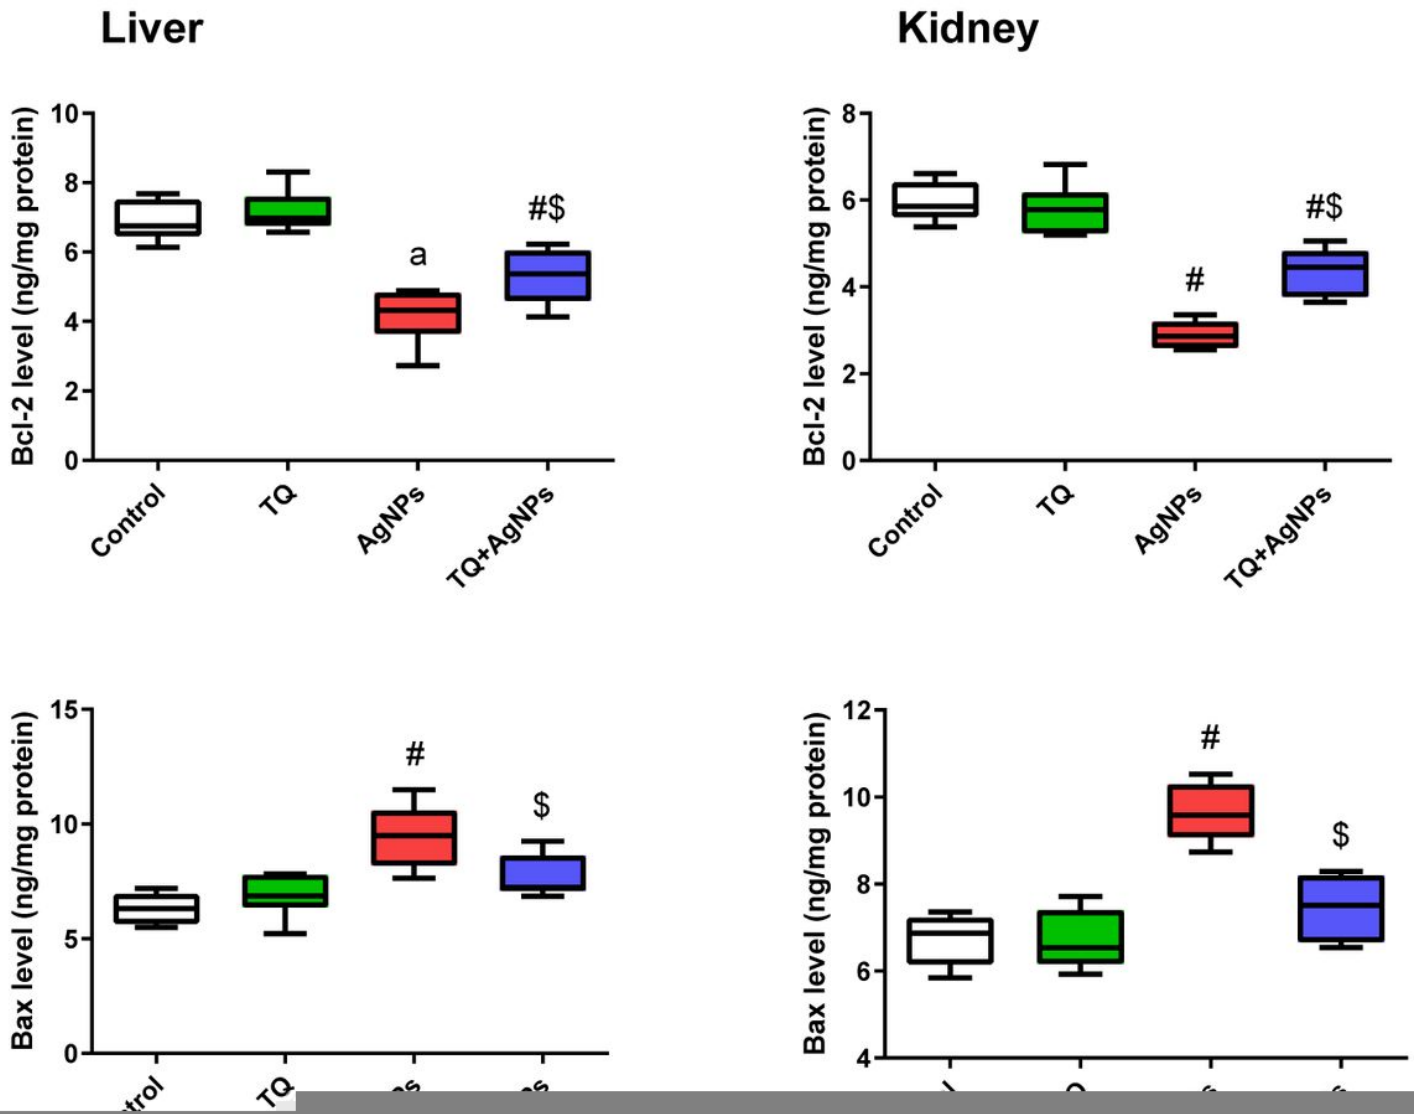 Liver
Kidney
Bcl-2 level (ng/mg protein)
10
8
6
4
2
0
a
#$
Control
TQ
AgNPs
TQ+AgNPs
Bcl-2 level (ng/mg protein)
8
6
4
2
0
#
#$
Control
TQ
AgNPs
TQ+AgNPs
Bax level (ng/mg protein)
15
10
5
0
#
$
TQ
Bax level (ng/mg protein)
12
10
8
6
4
#
$